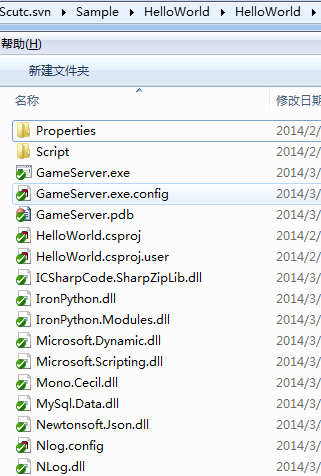 Scutc.svn ▸ Sample ▸ HelloWorld ▸ HelloWorld ▸
帮助(H)
新建文件夹
名称 修改日期
Properties 2014/2/
Script 2014/2/
GameServer.exe 2014/3/
GameServer.exe.config 2014/3/
GameServer.pdb 2014/3/
HelloWorld.csproj 2014/2/
HelloWorld.csproj.user 2014/2/
ICSharpCode.SharpZipLib.dll 2014/3/
IronPython.dll 2014/3/
IronPython.Modules.dll 2014/3/
Microsoft.Dynamic.dll 2014/3/
Microsoft.Scripting.dll 2014/3/
Mono.Cecil.dll 2014/3/
MySql.Data.dll 2014/3/
Newtonsoft.Json.dll 2014/3/
Nlog.config 2014/2/
NLog.dll 2014/3/